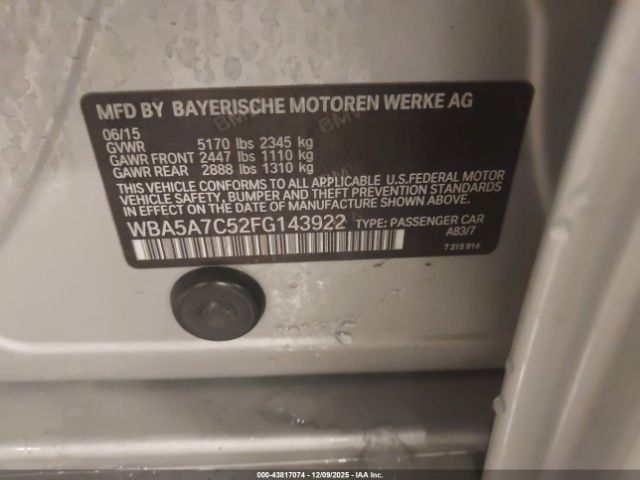 MFD BY BAYERISCHE MOTOREN WERKE AG
06/15
GVWR 5170 lbs 2345 kg
GAWR FRONT 2447 lbs 1110 kg
GAWR REAR 2888 lbs 1310 kg
THIS VEHICLE CONFORMS TO ALL APPLICABLE U.S.FEDERAL MOTOR
VEHICLE SAFETY, BUMPER AND THEFT PREVENTION STANDARDS
IN EFFECT ON THE DATE OF MANUFACTURE SHOWN ABOVE.
WBA5A7C52FG143922 TYPE: PASSENGER CAR
A83/7
7 315 814
000-43817074 | 12/09/2025 | IAA Inc.